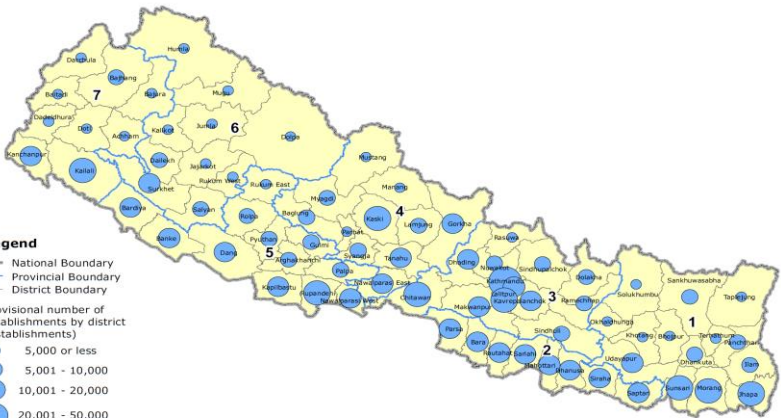 Humla
Darchula
Bajhang
Baitadi
Bajura
Mugu
7
Dadeldhura
Doti
Jumla
6
Achham
Kalikot
Dolpa
Kanchanpur
Dailekh
Jajarkot
Mustang
Kailali
Rukum West
Rukum East
Surkhet
Manang
Myagdi
Bardiya
Salyan
Rolpa
Baglung
4
Kaski
Lamjung
Gorkha
Parbat
Banke
Pyuthan
Gulmi
Rasuwa
Dang
5
Syangja
Arghakhanchi
Tanahu
Dhading
Nuwakot
Sindhupalchok
Palpa
Dolakha
Sankhuwasabha
Kapilbastu
Nawalparasi East
Kathmandu
Solukhumbu
Taplejung
Rupandehi
Nawalparasi West
Chitawan
Lalitpur
Kavrepalanchok
3
Ramechhap
Makwanpur
Okhaldhunga
1
Parsa
Sindhuli
Khotang
Bhojpur
Terhathum
Panchthar
Bara
2
Dhankuta
Rautahat
Sarlahi
Udayapur
Ilam
Mahottari
Dhanusa
Siraha
Saptari
Sunsari
Morang
Jhapa
gend
National Boundary
Provincial Boundary
District Boundary
ovisional number of
ablishments by district
stablishments)
5,000 or less
5,001 - 10,000
10,001 - 20,000
20,001 - 50,000